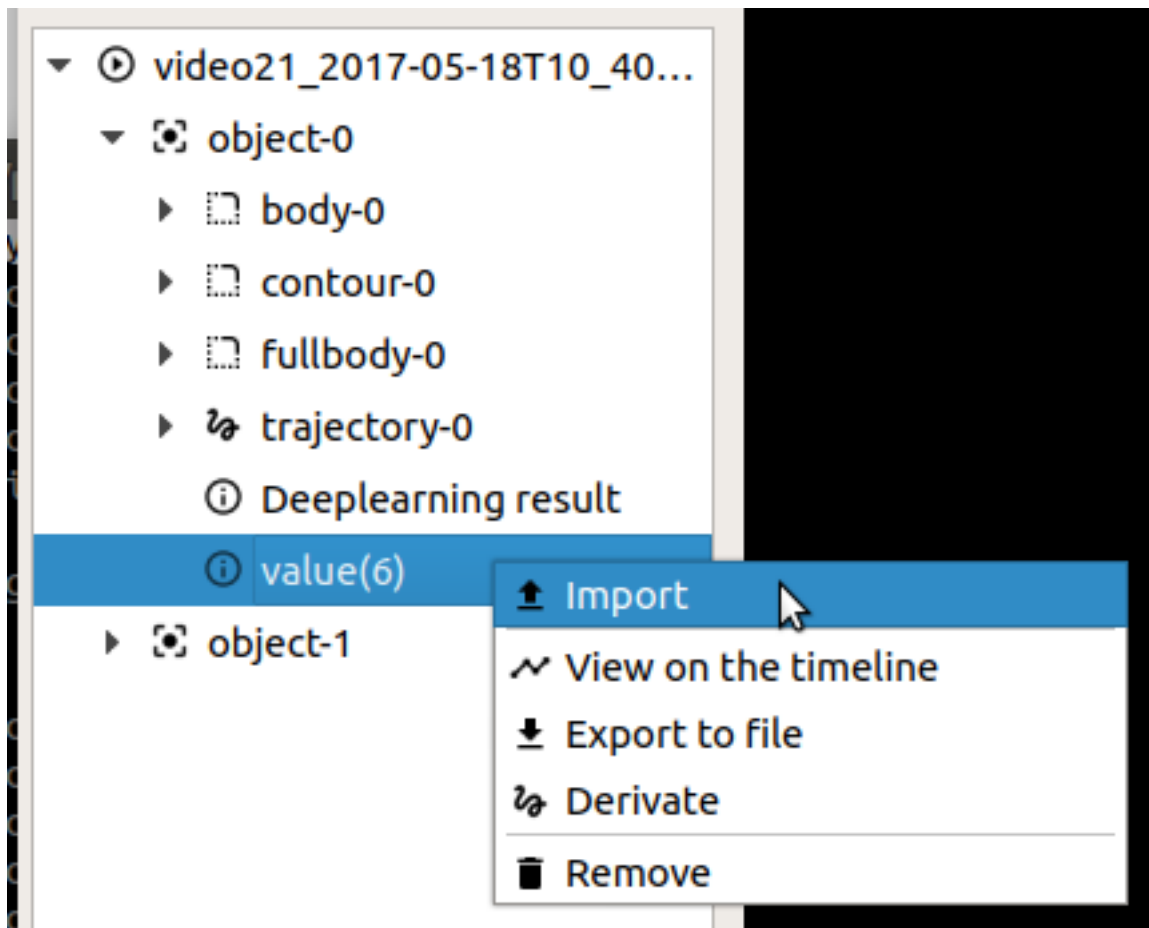 video21_2017-05-18T10_40...
object-0
body-0
contour-0
fullbody-0
trajectory-0
Deeplearning result
value(6)
Import
object-1
View on the timeline
Export to file
Derivate
Remove